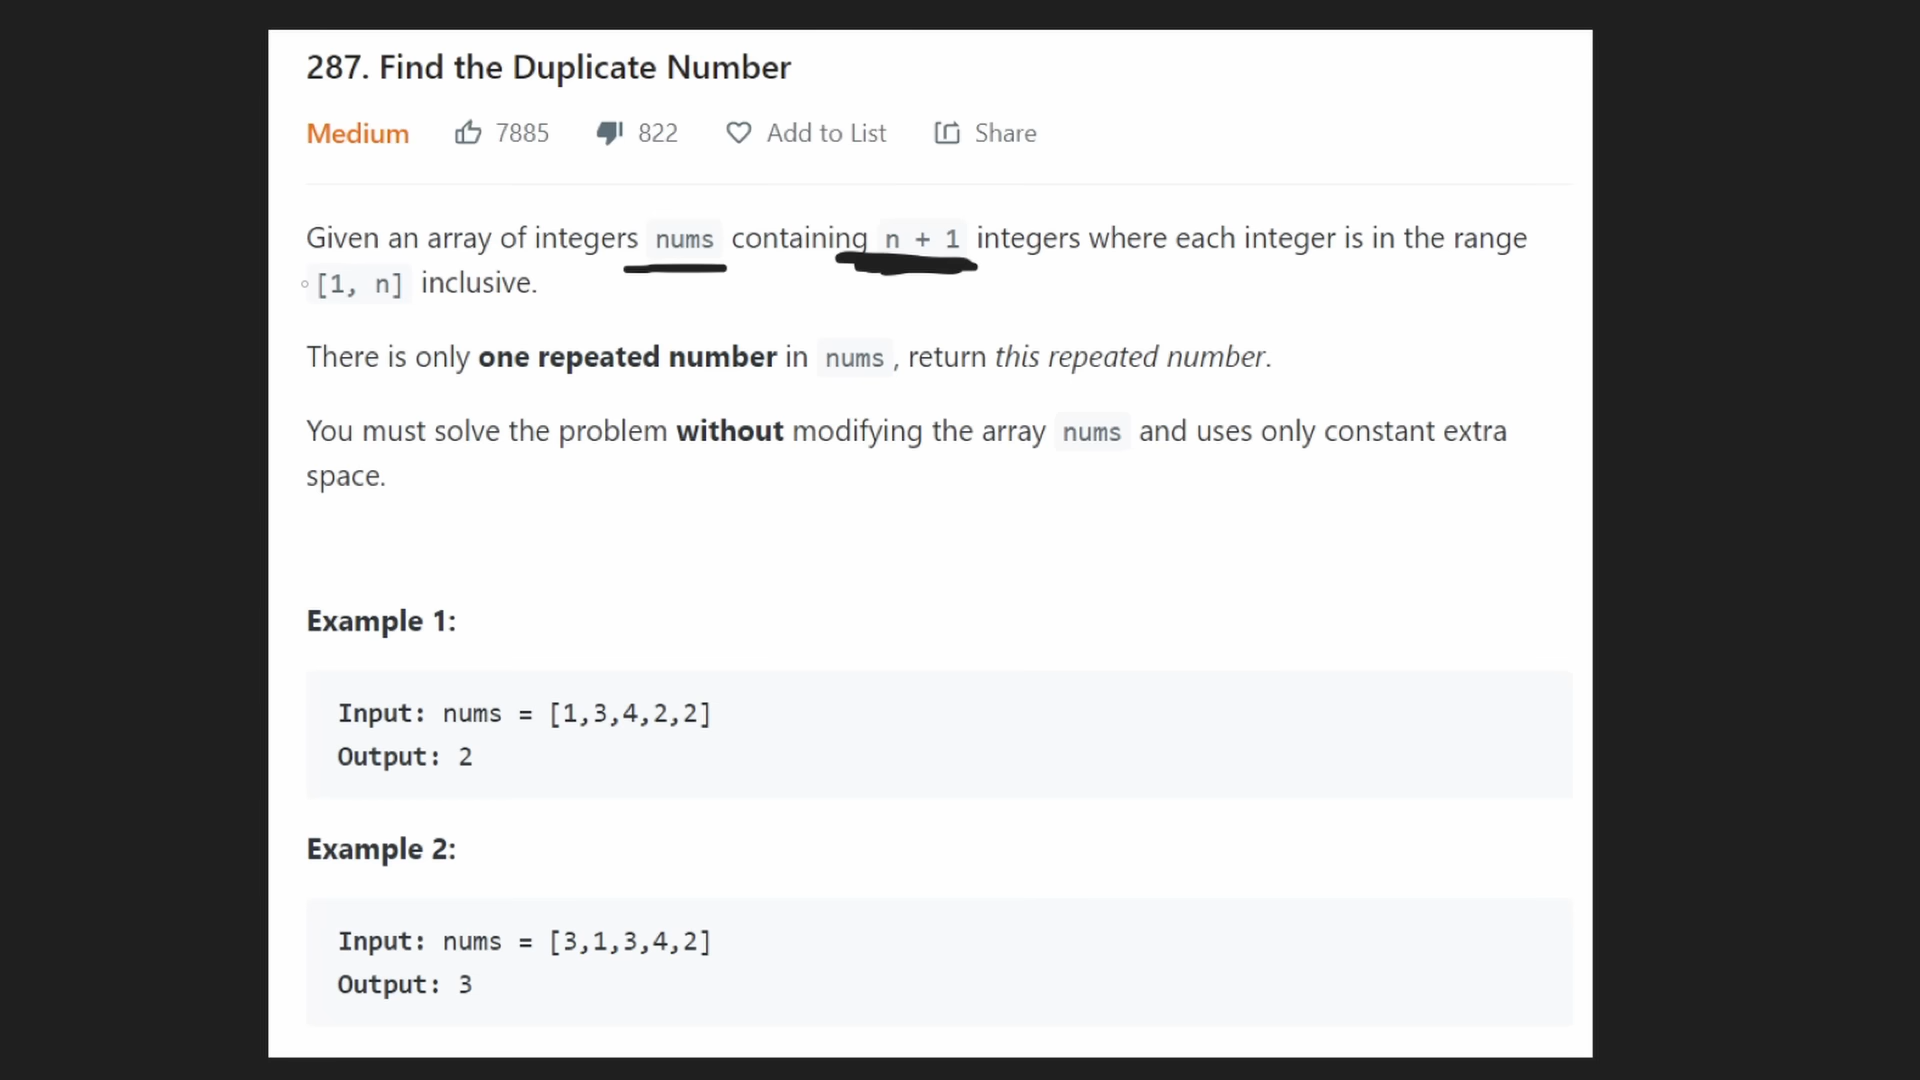 287. Find the Duplicate Number
Medium 7885 822 Add to List Share
Given an array of integers nums containing n + 1 integers where each integer is in the range
[1, n] inclusive.
There is only one repeated number in nums , return this repeated number.
You must solve the problem without modifying the array nums and uses only constant extra
space.
Example 1:
Input: nums = [1,3,4,2,2]
Output: 2
Example 2:
Input: nums = [3,1,3,4,2]
Output: 3